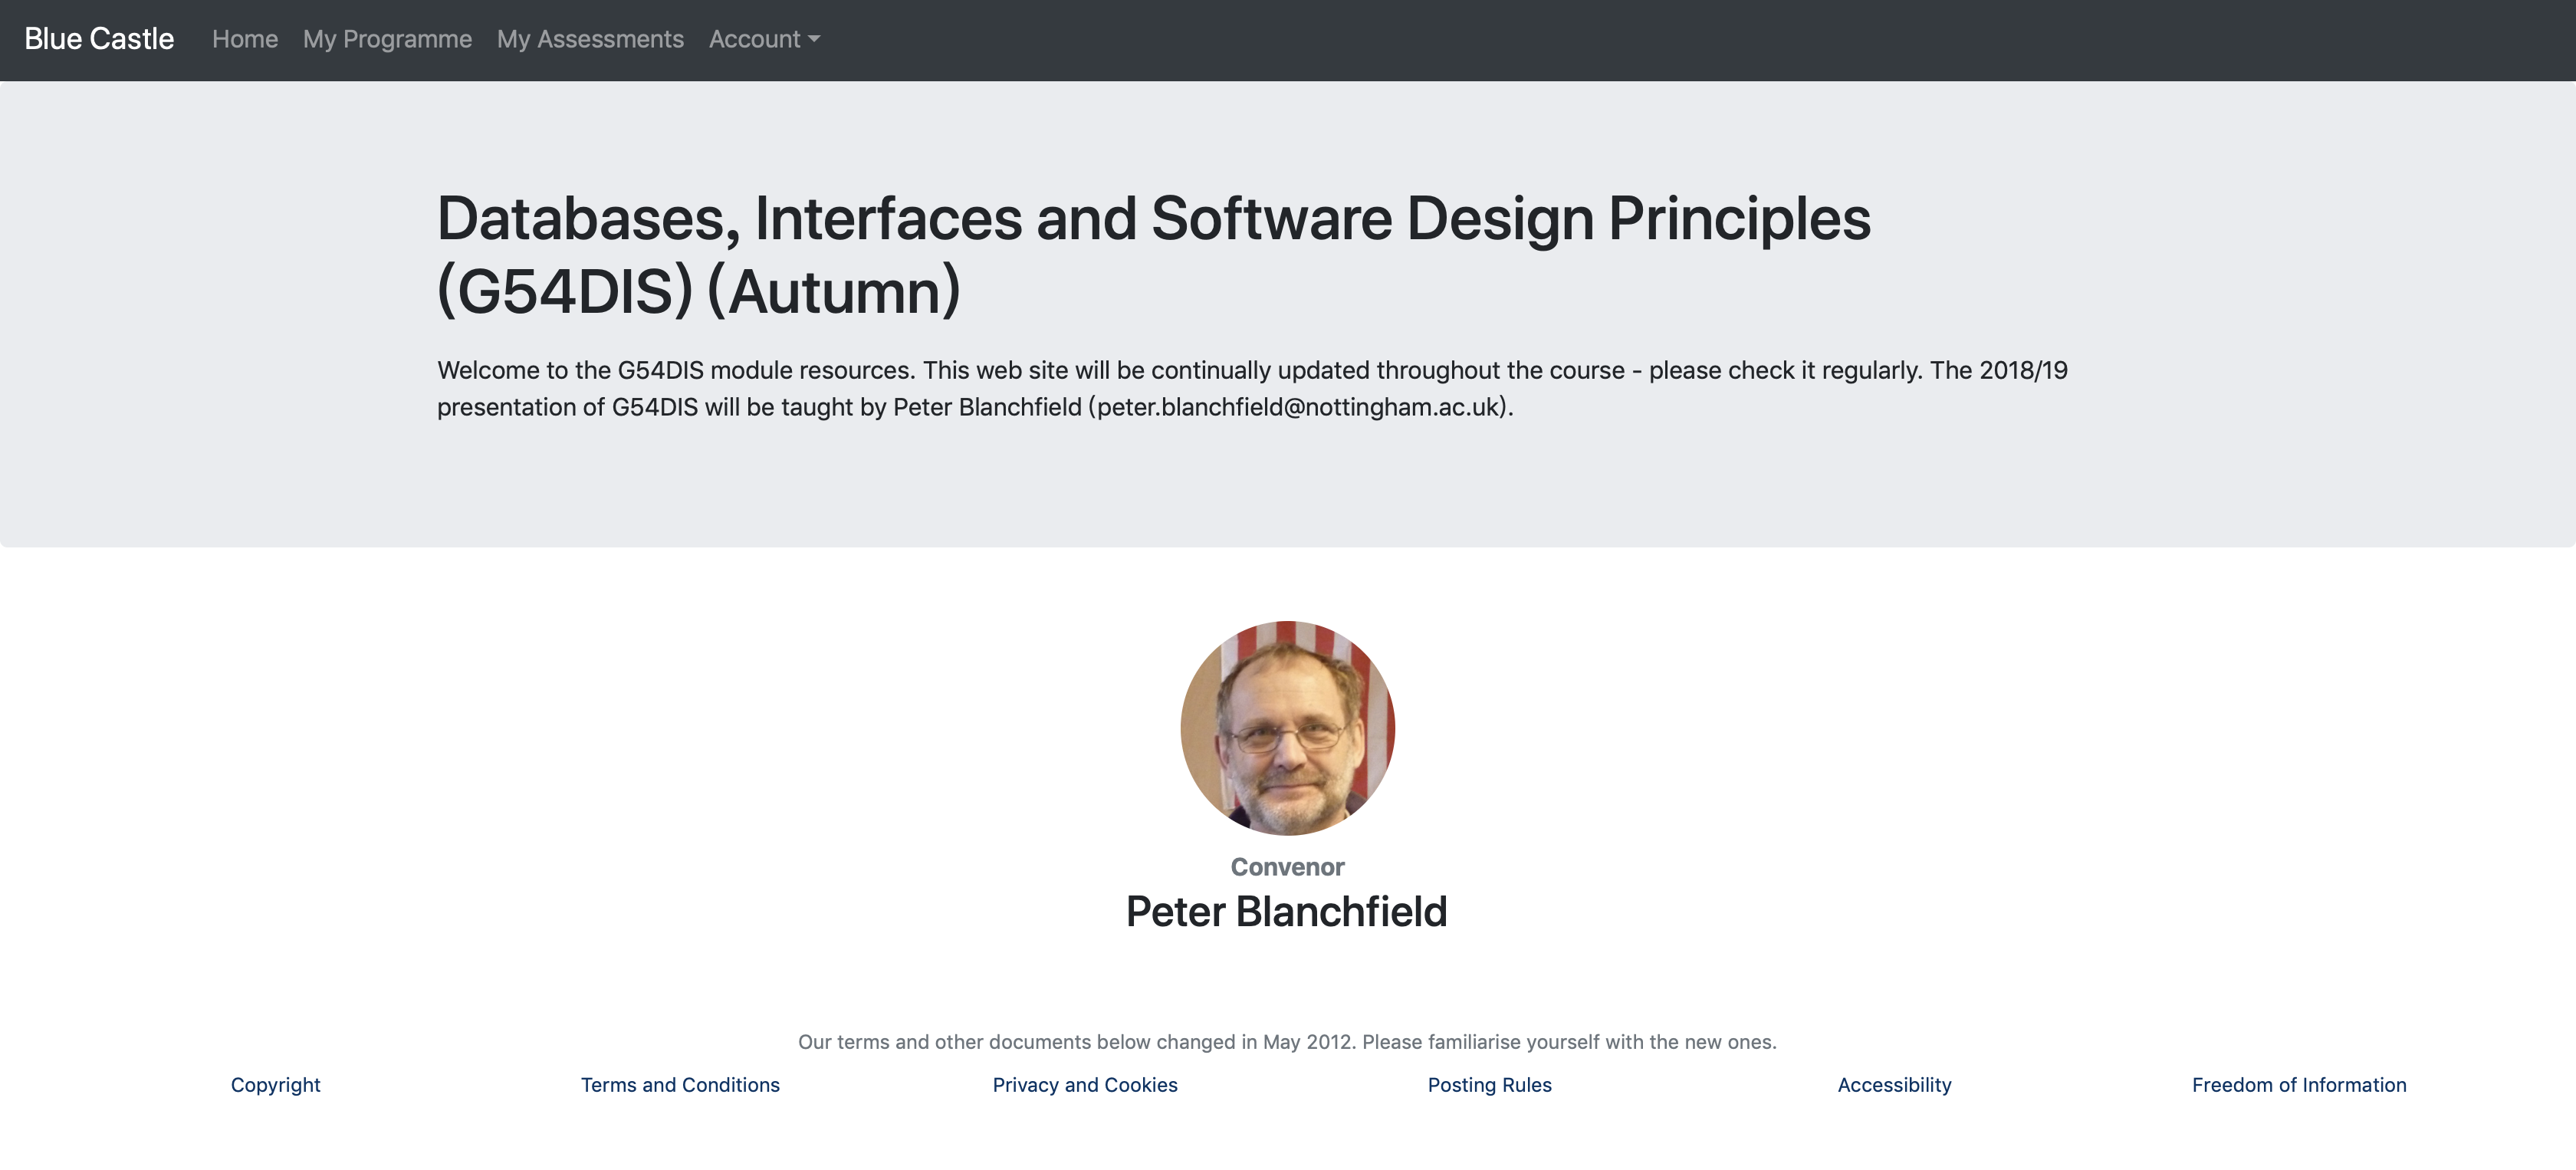 Blue Castle Home My Programme My Assessments Account
Databases, Interfaces and Software Design Principles
(G54DIS) (Autumn)
Welcome to the G54DIS module resources. This web site will be continually updated throughout the course - please check it regularly. The 2018/19
presentation of G54DIS will be taught by Peter Blanchfield (peter.blanchfield@nottingham.ac.uk).
Convenor
Peter Blanchfield
Our terms and other documents below changed in May 2012. Please familiarise yourself with the new ones.
Copyright Terms and Conditions Privacy and Cookies Posting Rules Accessibility Freedom of Information